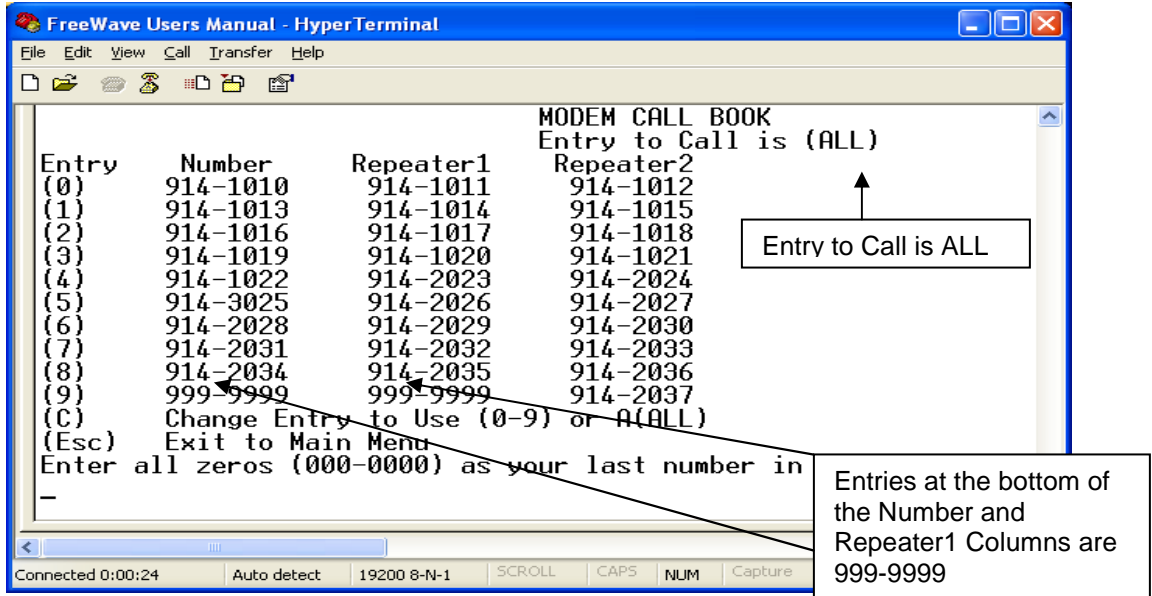 FreeWave Users Manual - HyperTerminal
File Edit View Call Transfer Help
MODEM CALL BOOK
Entry to Call is (ALL)
Entry Number Repeater1 Repeater2
(0) 914-1010 914-1011 914-1012
(1) 914-1013 914-1014 914-1015
(2) 914-1016 914-1017 914-1018
(3) 914-1019 914-1020 914-1021
(4) 914-1022 914-2023 914-2024
(5) 914-3025 914-2026 914-2027
(6) 914-2028 914-2029 914-2030
(7) 914-2031 914-2032 914-2033
(8) 914-2034 914-2035 914-2036
(9) 999-9999 999-9999 914-2037
(C) Change Entry to Use (0-9) or A(ALL)
(Esc) Exit to Main Menu
Enter all zeros (000-0000) as your last number in
Entry to Call is ALL
Entries at the bottom of
the Number and
Repeater1 Columns are
999-9999
Connected 0:00:24 Auto detect 19200 8-N-1 SCROLL CAPS NUM Capture